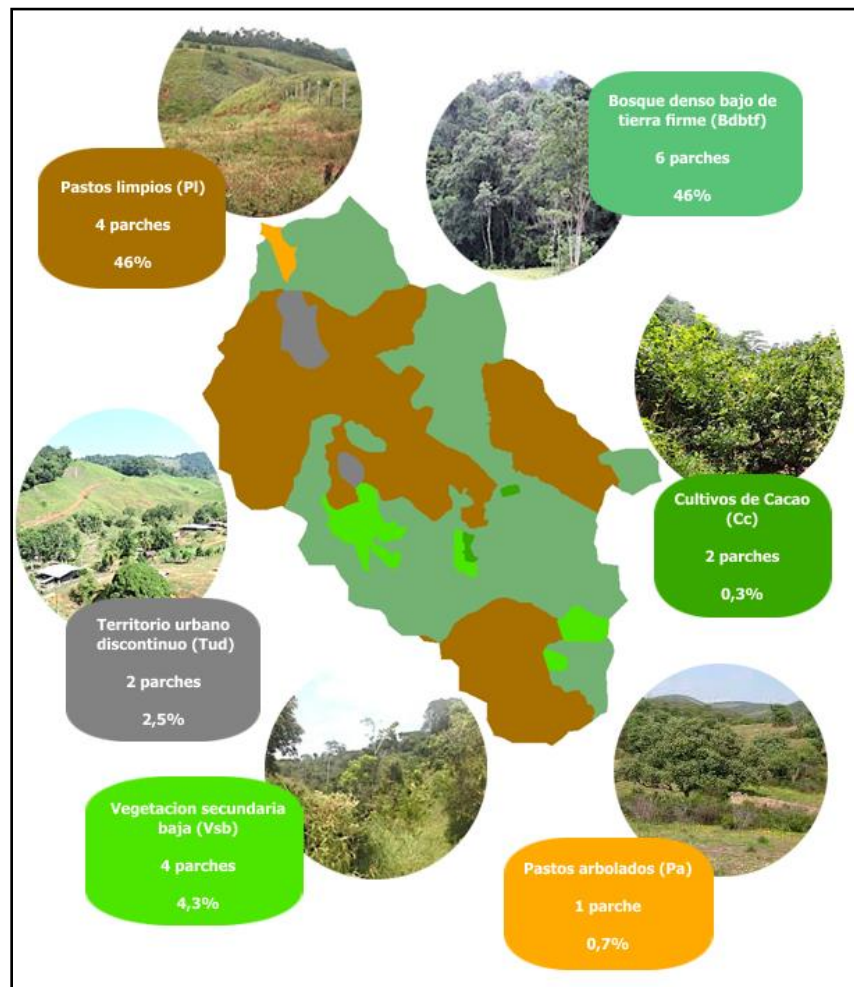 Bosque denso bajo de
tierra firme (Bdbtf)
6 parches
46%
Pastos limpios (Pl)
4 parches
46%
Cultivos de Cacao
(Cc)
2 parches
0,3%
Territorio urbano
discontinuo (Tud)
2 parches
2,5%
Vegetacion secundaria
baja (Vsb)
4 parches
4,3%
Pastos arbolados (Pa)
1 parche
0,7%